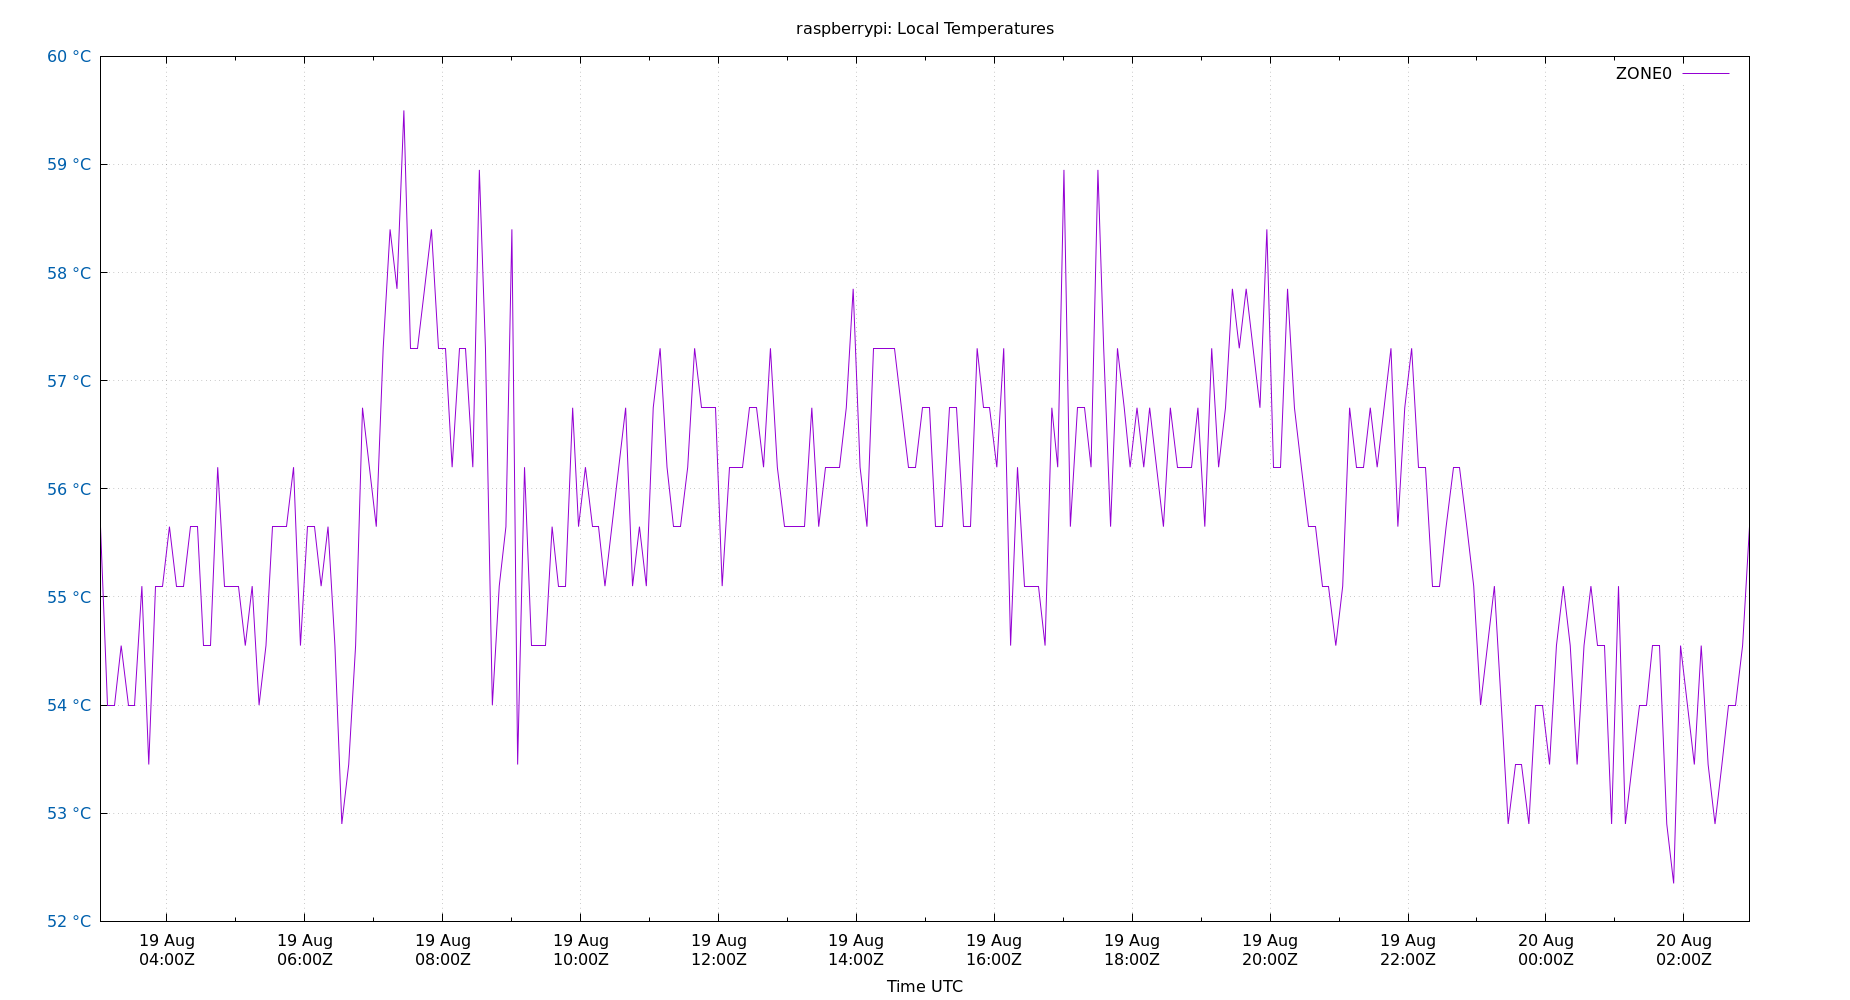 raspberrypi: Local Temperatures
ZONE0
60 °C
59 °C
58 °C
57 °C
56 °C
55 °C
54 °C
53 °C
52 °C
19 Aug 19 Aug 19 Aug 19 Aug 19 Aug 19 Aug 19 Aug 19 Aug 19 Aug 19 Aug 20 Aug 20 Aug
04:00Z 06:00Z 08:00Z 10:00Z 12:00Z 14:00Z 16:00Z 18:00Z 20:00Z 22:00Z 00:00Z 02:00Z
Time UTC